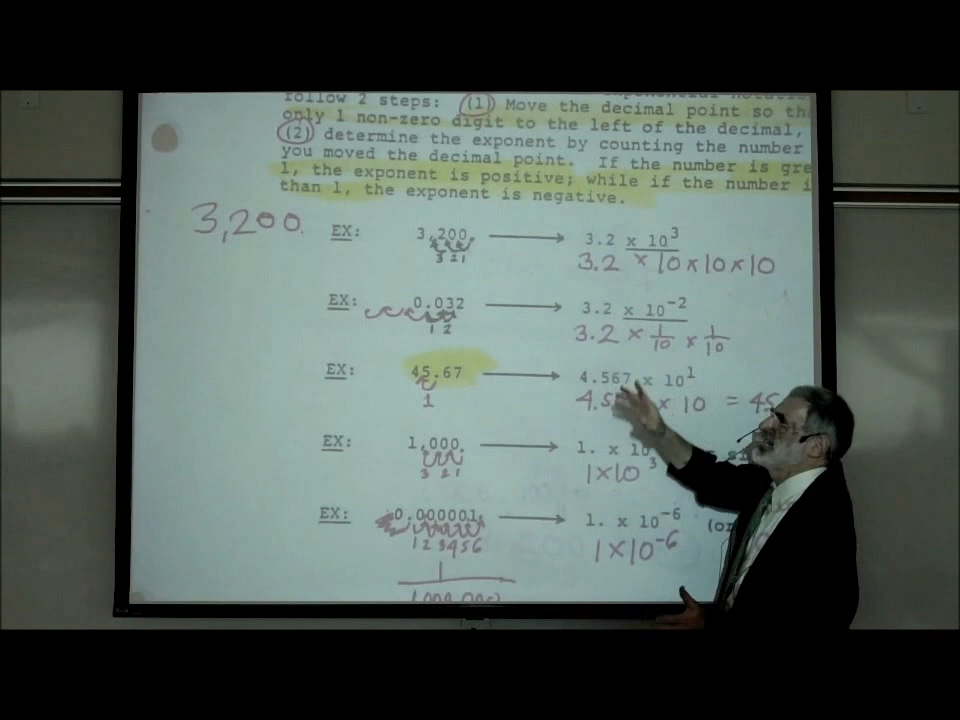 follow 2 steps: (1) Move the decimal point so
only 1 non-zero digit to the left of the decimal,
(2) determine the exponent by counting the number
you moved the decimal point. If the number is
1, the exponent is positive; while if the number
than 1, the exponent is negative.
3,200.
EX: 3,200. 3.2 x 10³
3 2 1 3.2 x 10 x 10 x 10
EX: 0.032 3.2 x 10⁻²
1 2 3.2 x 1/10 x 1/10
EX: 45.67 4.567 x 10¹
1 x 10 =
EX: 1,000. 1. x
3 2 1 1 x 10³
EX: 0.000001 1. x 10⁻⁶
1 2 3 4 5 6 1 x 10⁻⁶
1